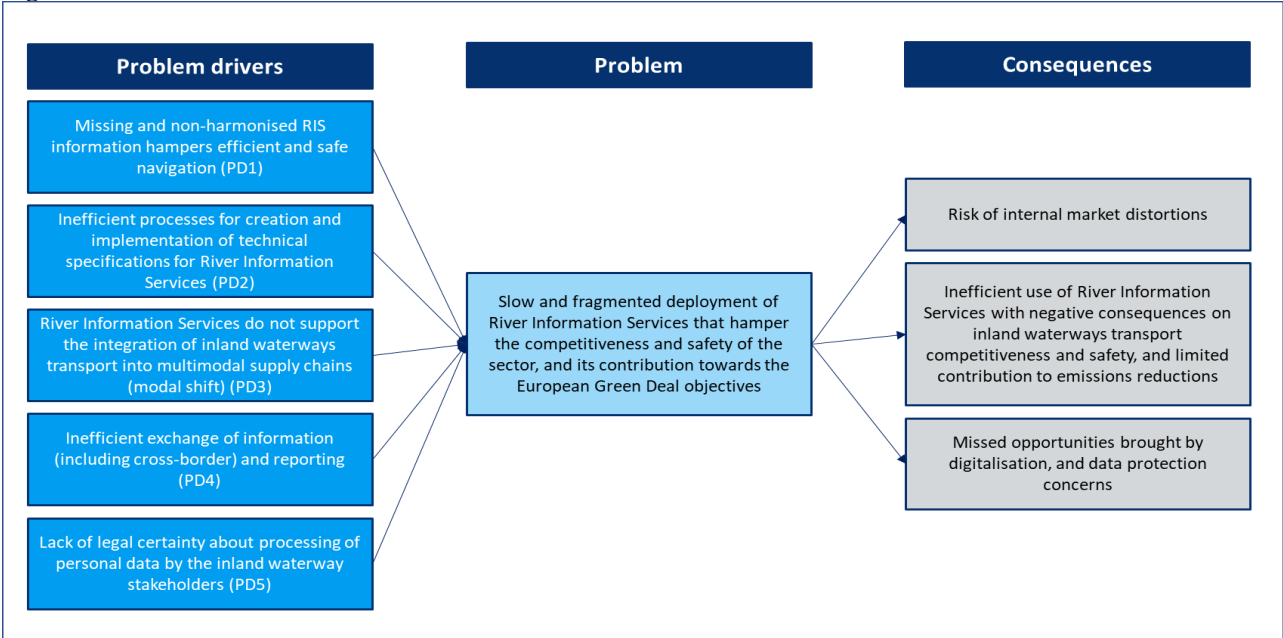 Problem drivers
Missing and non-harmonised RIS
information hampers efficient and safe
navigation (PD1)
Inefficient processes for creation and
implementation of technical
specifications for River Information
Services (PD2)
River Information Services do not support
the integration of inland waterways
transport into multimodal supply chains
(modal shift) (PD3)
Inefficient exchange of information
(including cross-border) and reporting
(PD4)
Lack of legal certainty about processing of
personal data by the inland waterway
stakeholders (PD5)
Problem
Slow and fragmented deployment of
River Information Services that hamper
the competitiveness and safety of the
sector, and its contribution towards the
European Green Deal objectives
Consequences
Risk of internal market distortions
Inefficient use of River Information
Services with negative consequences on
inland waterways transport
competitiveness and safety, and limited
contribution to emissions reductions
Missed opportunities brought by
digitalisation, and data protection
concerns